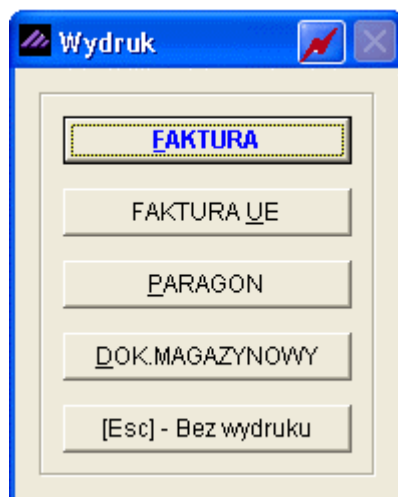 Wydruk
FAKTURA
FAKTURA UE
PARAGON
DOK.MAGAZYNOWY
[Esc] - Bez wydruku